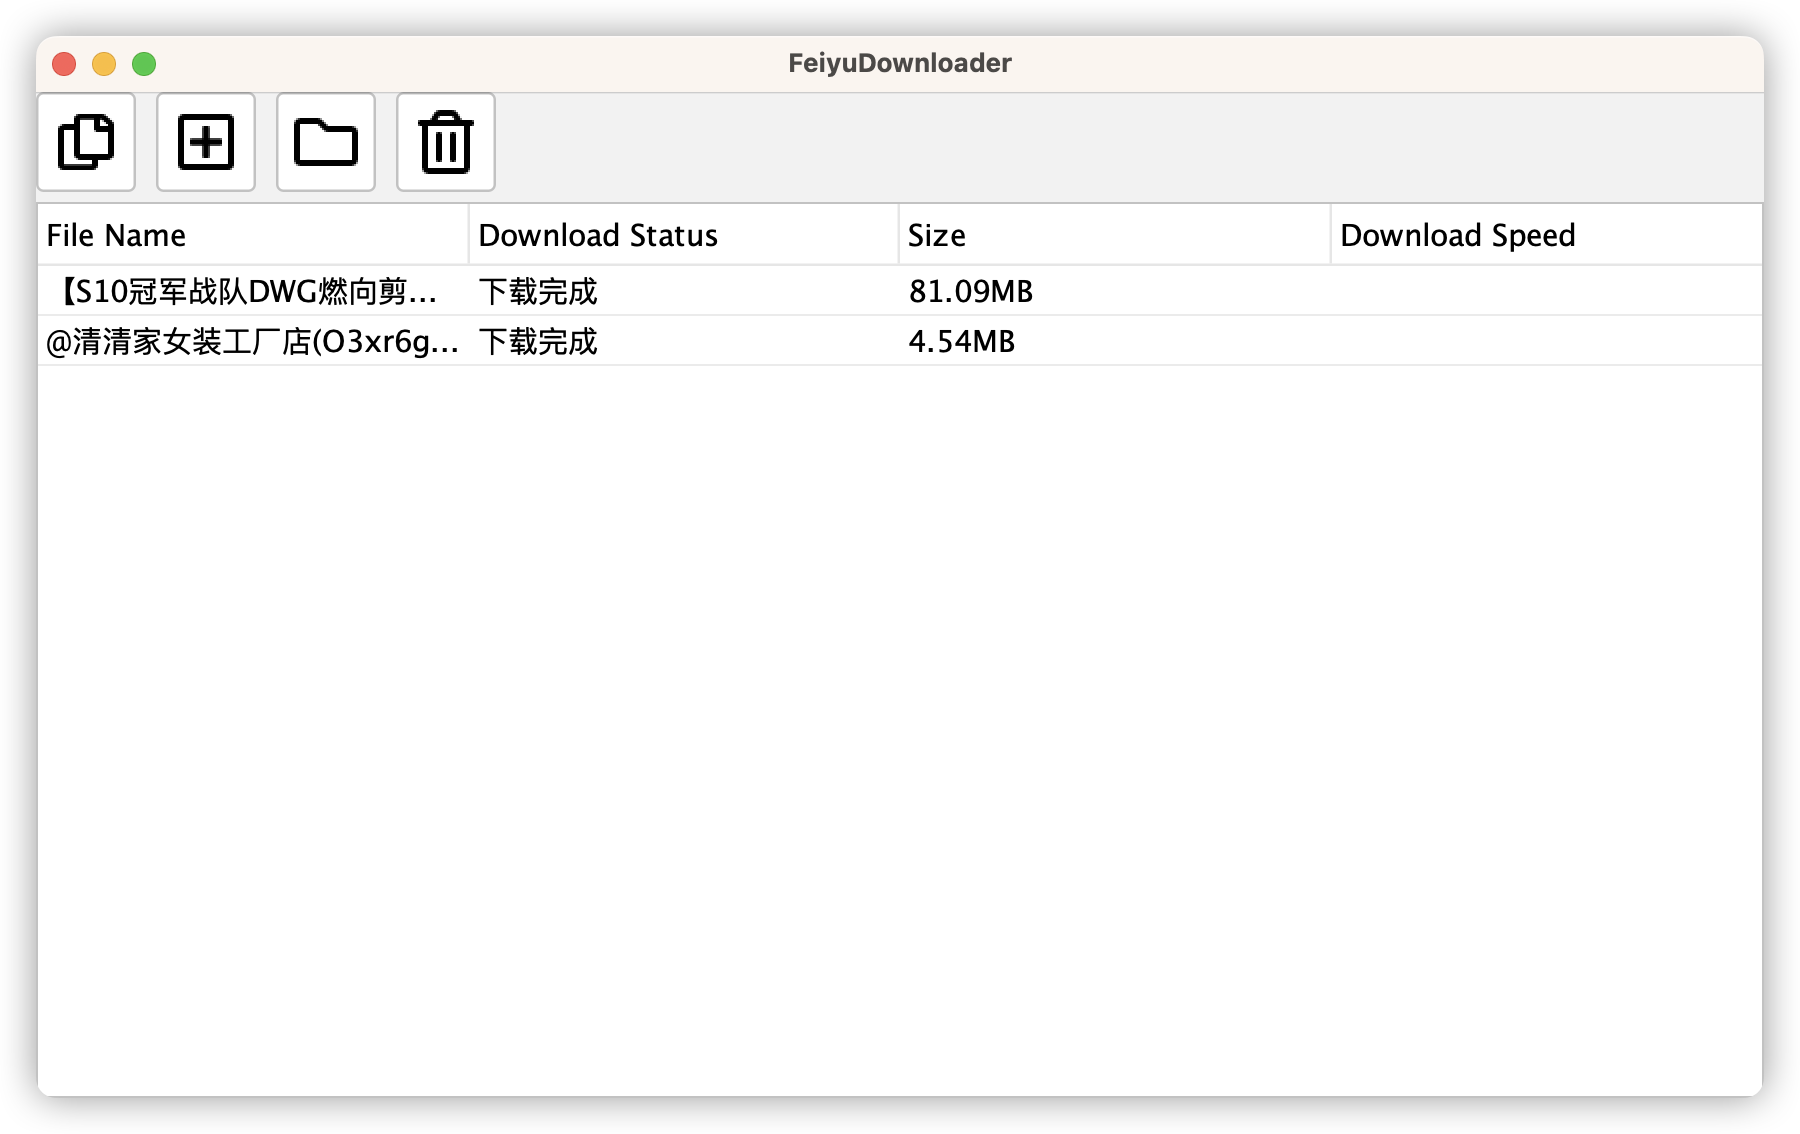 FeiyuDownloader
File Name Download Status Size Download Speed
【S10冠军战队DWG燃向剪... 下载完成 81.09MB
@清清家女装工厂店(O3xr6g... 下载完成 4.54MB